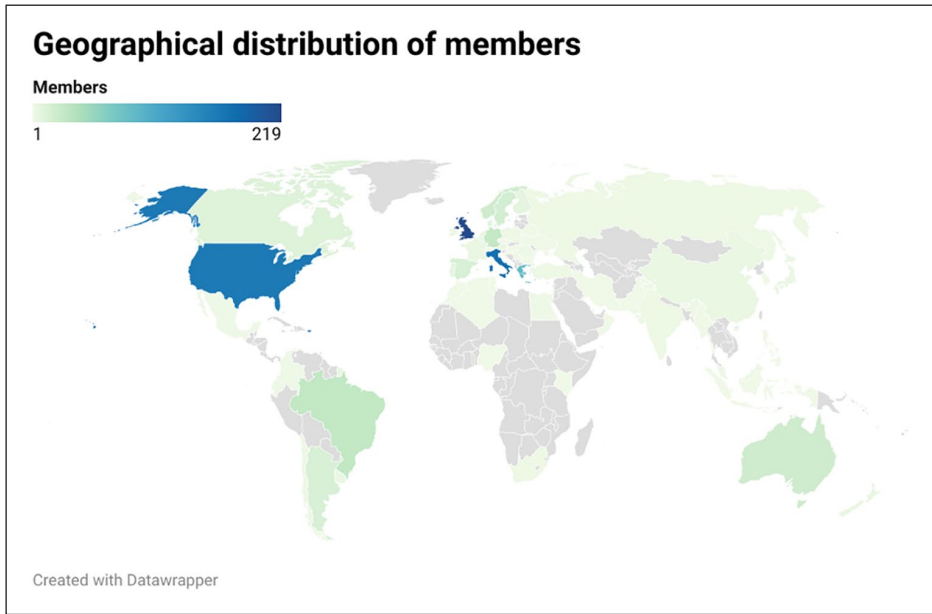 Geographical distribution of members
Members
1 219
Created with Datawrapper